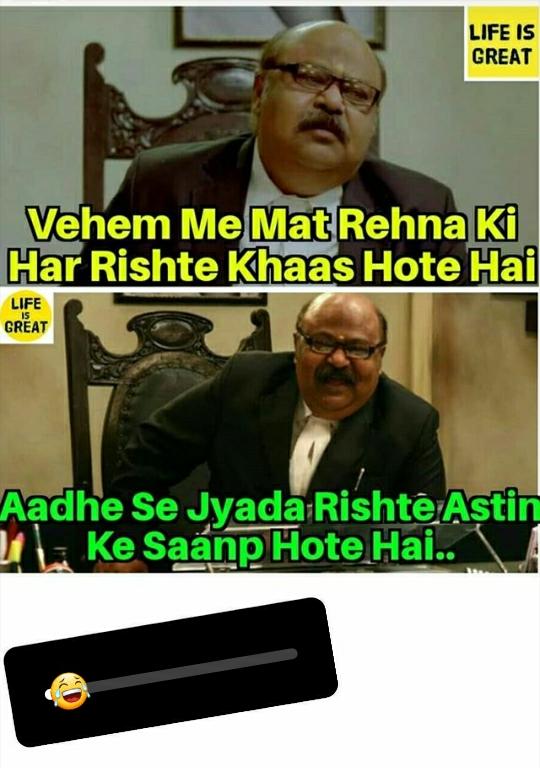 LIFE IS
GREAT
Vehem Me Mat Rehna Ki
Har Rishte Khaas Hote Hai
LIFE
IS
GREAT
Aadhe Se Jyada Rishte Astin
Ke Saanp Hote Hai..